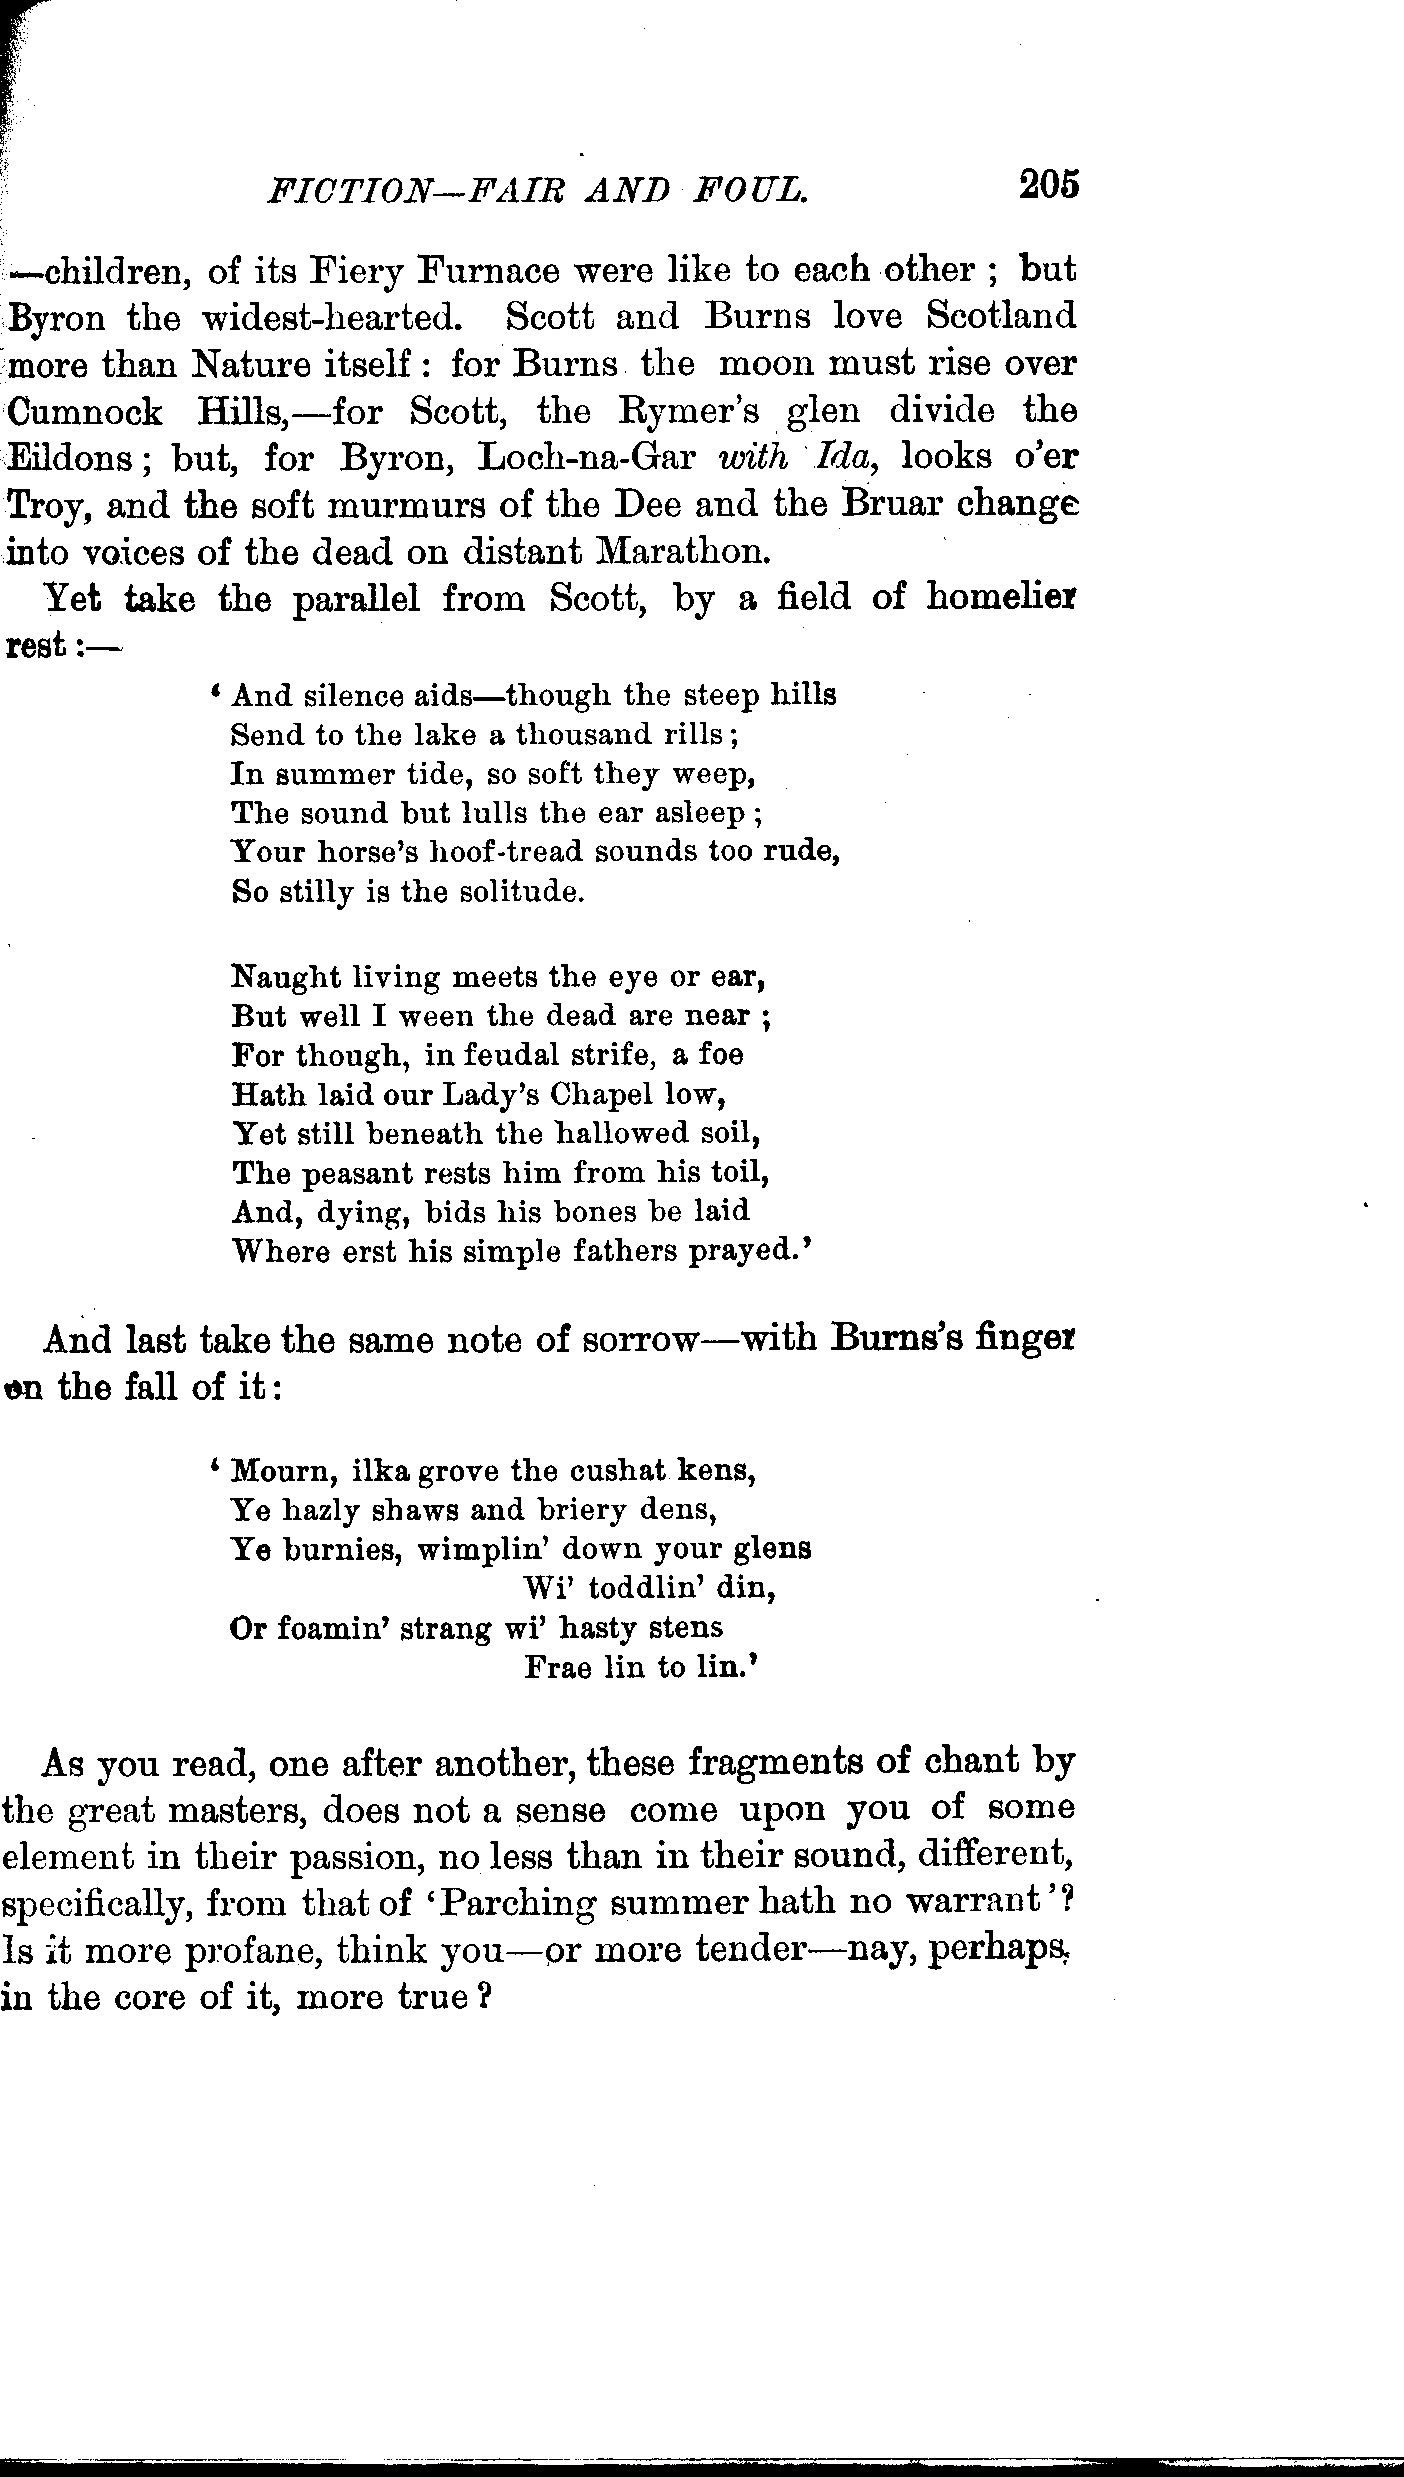 FICTION—FAIR AND FOUL. 205
—children, of its Fiery Furnace were like to each other; but
Byron the widest-hearted. Scott and Burns love Scotland
more than Nature itself: for Burns the moon must rise over
Cumnock Hills,—for Scott, the Rymer's glen divide the
Eildons; but, for Byron, Loch-na-Gar with Ida, looks o'er
Troy, and the soft murmurs of the Dee and the Bruar change
into voices of the dead on distant Marathon.
Yet take the parallel from Scott, by a field of homelier
rest:—
‘And silence aids—though the steep hills
Send to the lake a thousand rills;
In summer tide, so soft they weep,
The sound but lulls the ear asleep;
Your horse's hoof-tread sounds too rude,
So stilly is the solitude.
Naught living meets the eye or ear,
But well I ween the dead are near;
For though, in feudal strife, a foe
Hath laid our Lady's Chapel low,
Yet still beneath the hallowed soil,
The peasant rests him from his toil,
And, dying, bids his bones be laid
Where erst his simple fathers prayed.’
And last take the same note of sorrow—with Burns's finger
on the fall of it:
‘Mourn, ilka grove the cushat kens,
Ye hazly shaws and briery dens,
Ye burnies, wimplin' down your glens
Wi' toddlin' din,
Or foamin' strang wi' hasty stens
Frae lin to lin.’
As you read, one after another, these fragments of chant by
the great masters, does not a sense come upon you of some
element in their passion, no less than in their sound, different,
specifically, from that of ‘Parching summer hath no warrant’?
Is it more profane, think you—or more tender—nay, perhaps,
in the core of it, more true?